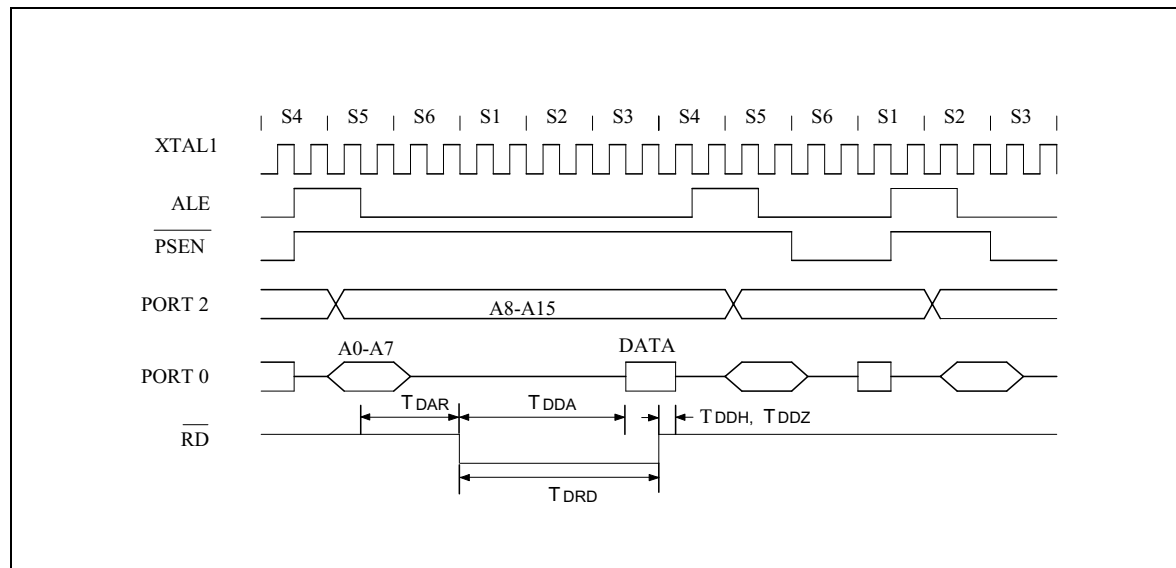 S4 S5 S6 S1 S2 S3 S4 S5 S6 S1 S2 S3
XTAL1
ALE
PSEN
PORT 2
A8-A15
A0-A7 DATA
PORT 0
TDAR TDDA TDDH, TDDZ
RD
TDRD